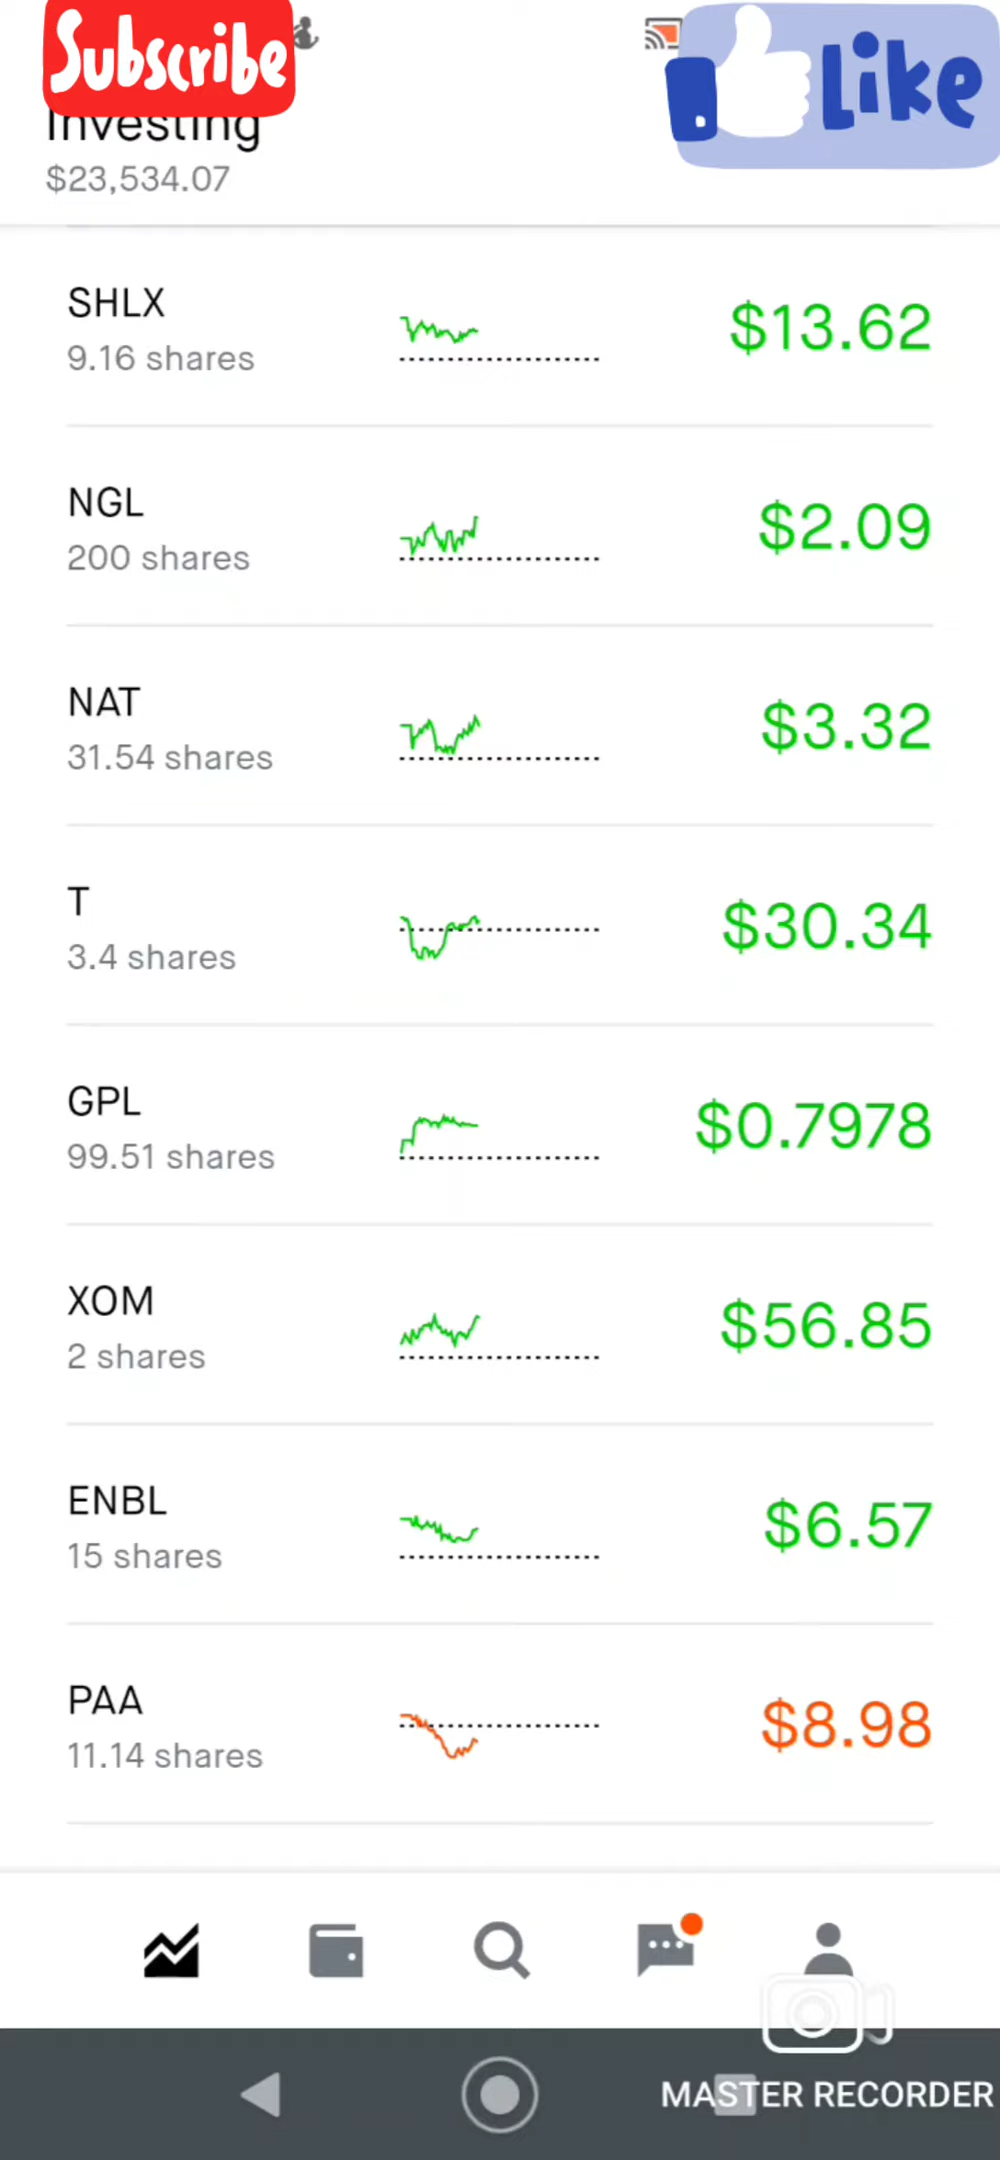 Subscribe
Like
Investing
$23,534.07
SHLX
9.16 shares
$13.62
NGL
200 shares
$2.09
NAT
31.54 shares
$3.32
T
3.4 shares
$30.34
GPL
99.51 shares
$0.7978
XOM
2 shares
$56.85
ENBL
15 shares
$6.57
PAA
11.14 shares
$8.98
MASTER RECORDER